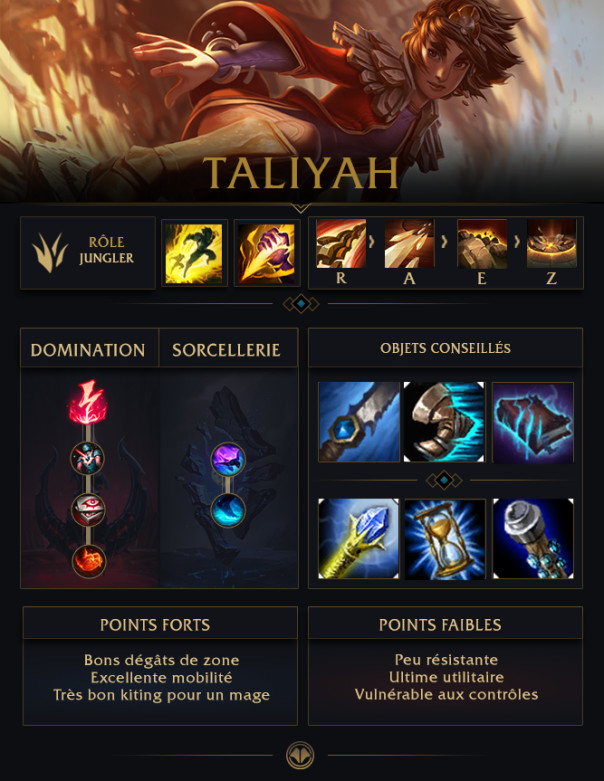 TALIYAH
RÔLE
JUNGLER
R A E Z
DOMINATION SORCELLERIE
OBJETS CONSEILLÉS
POINTS FORTS
Bons dégâts de zone
Excellente mobilité
Très bon kiting pour un mage
POINTS FAIBLES
Peu résistante
Ultime utilitaire
Vulnérable aux contrôles